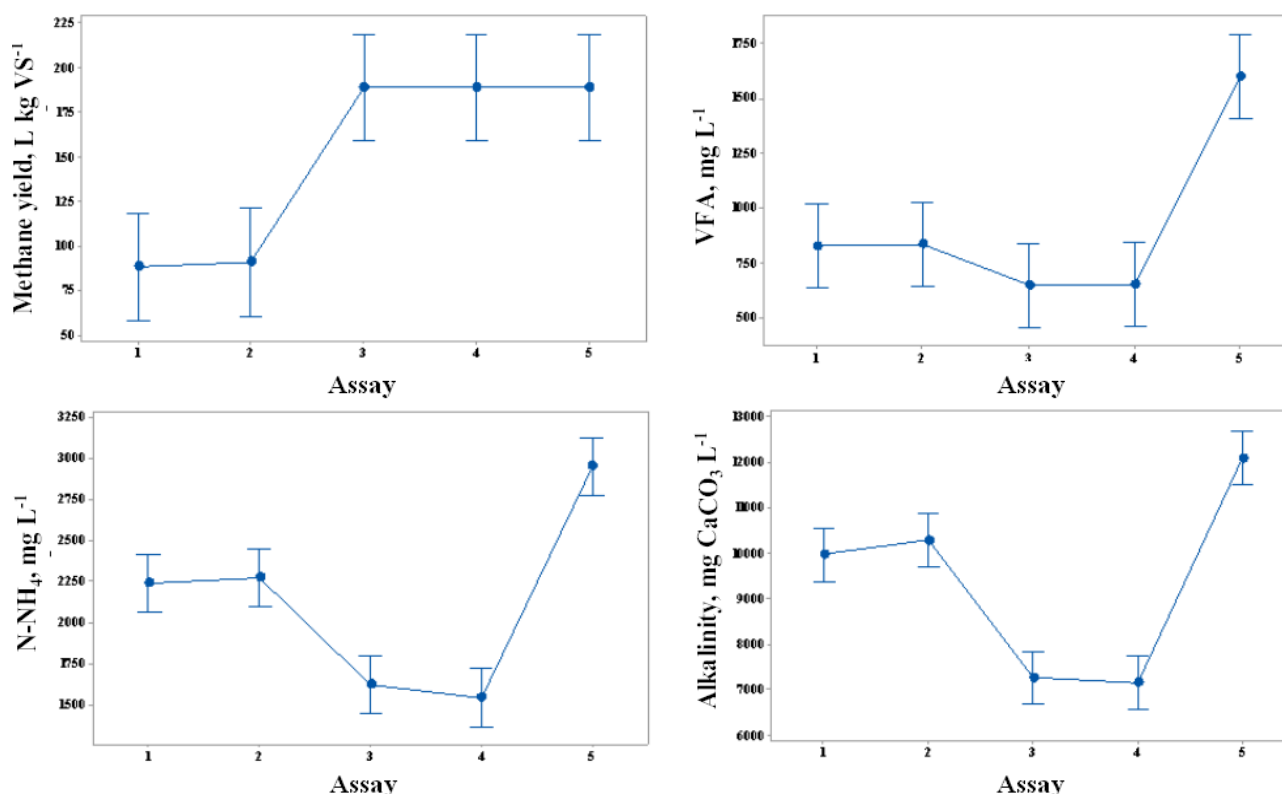 Methane yield, L kg VS-1
225
200
175
150
125
100
75
50
1 2 3 4 5
Assay
VFA, mg L-1
1750
1500
1250
1000
750
500
1 2 3 4 5
Assay
N-NH4, mg L-1
3250
3000
2750
2500
2250
2000
1750
1500
1 2 3 4 5
Assay
Alkalinity, mg CaCO3 L-1
13000
12000
11000
10000
9000
8000
7000
6000
1 2 3 4 5
Assay